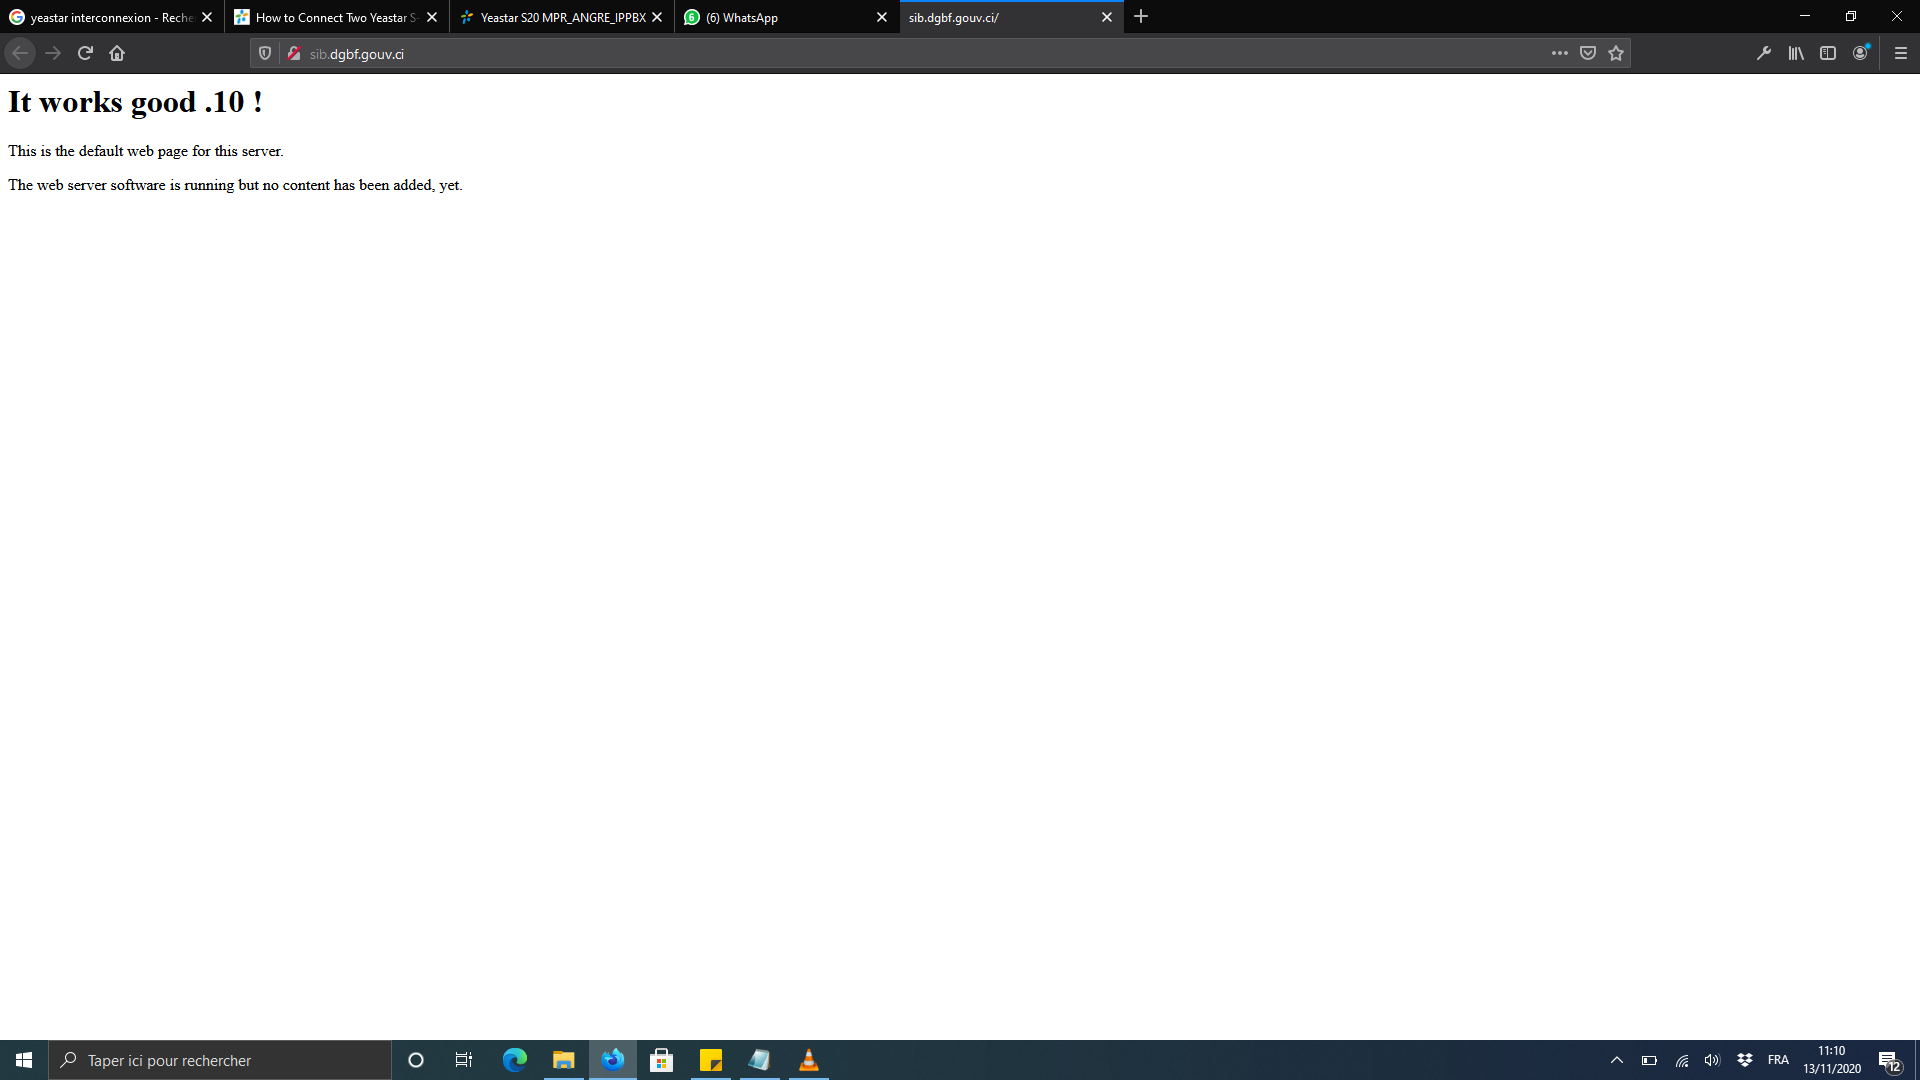 yeastar interconnexion - Reche
How to Connect Two Yeastar S-
Yeastar S20 MPR_ANGRE_IPPBX
6
(6) WhatsApp
sib.dgbf.gouv.ci/
sib.dgbf.gouv.ci
It works good .10 !
This is the default web page for this server.
The web server software is running but no content has been added, yet.
Taper ici pour rechercher
FRA
11:10
13/11/2020
12